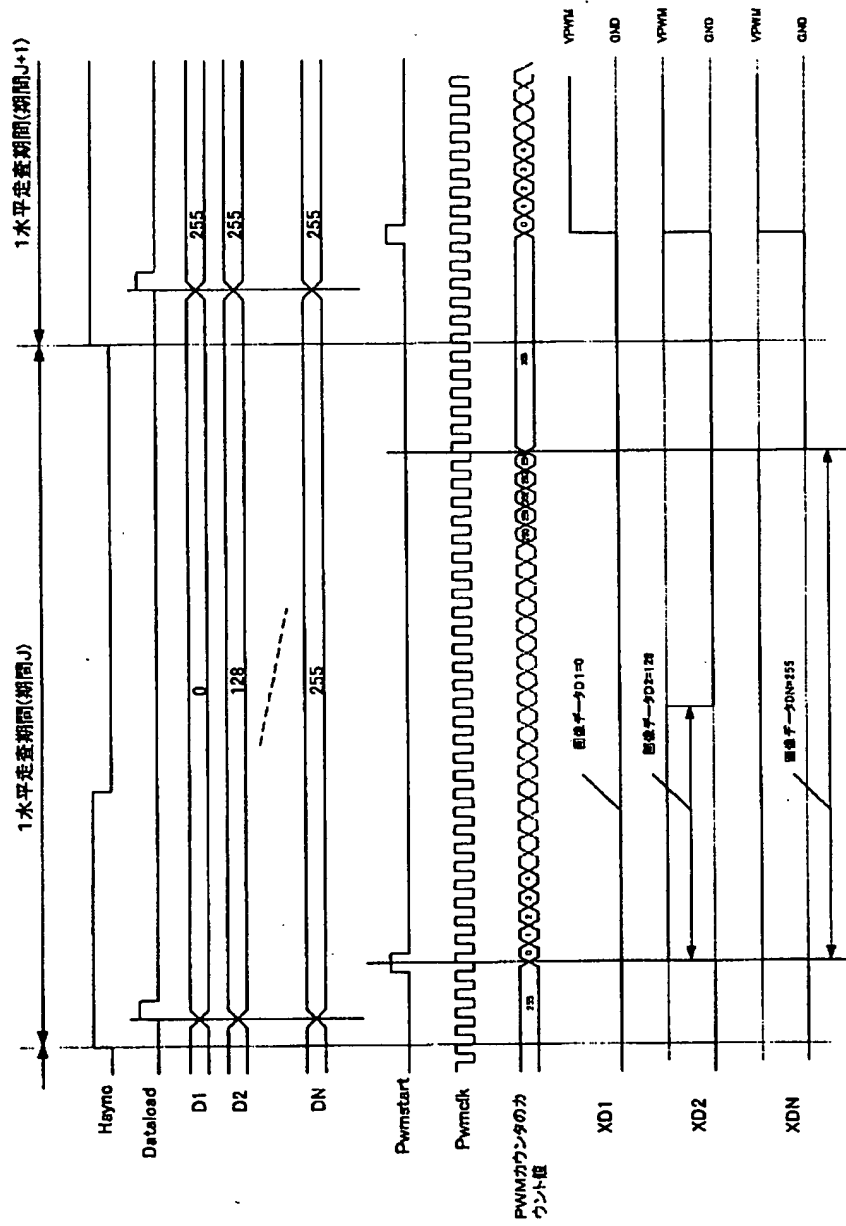 1水平走査期間(期間J)
1水平走査期間(期間J+1)
Hsync
Dataload
D1
0
255
D2
128
255
DN
255
255
Pwmstart
Pwmclk
PWMカウンタのカ
ウント値
255
255
XD1
画像データD1=0
VPWM
GND
XD2
画像データD2=128
VPWM
GND
XDN
画像データDN=255
VPWM
GND